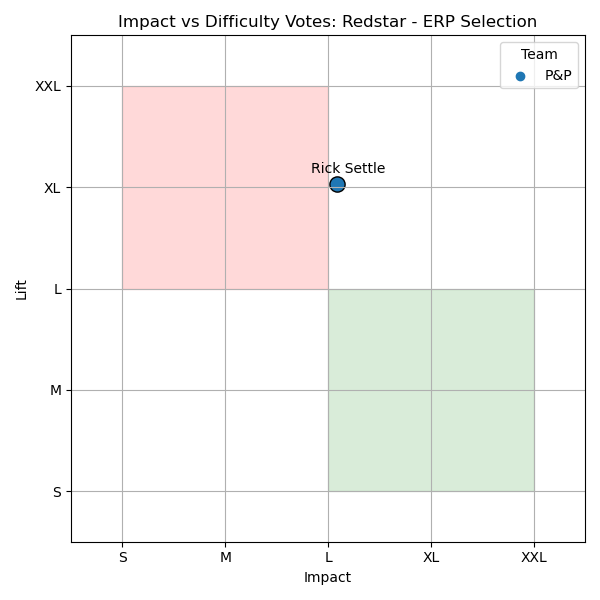 Impact vs Difficulty Votes: Redstar - ERP Selection
Team
P&P
XXL
XL
L
M
S
Lift
Rick Settle
S
M
L
XL
XXL
Impact